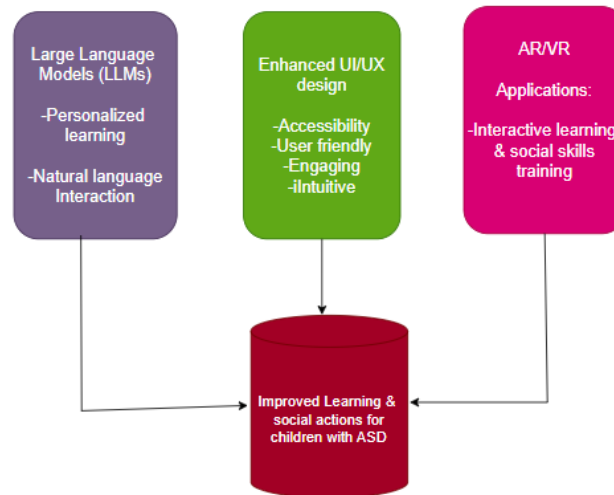 Large Language
Models (LLMs)
-Personalized
learning
-Natural language
Interaction
Enhanced UI/UX
design
-Accessibility
-User friendly
-Engaging
-iIntuitive
AR/VR
Applications:
-Interactive learning
& social skills
training
Improved Learning &
social actions for
children with ASD